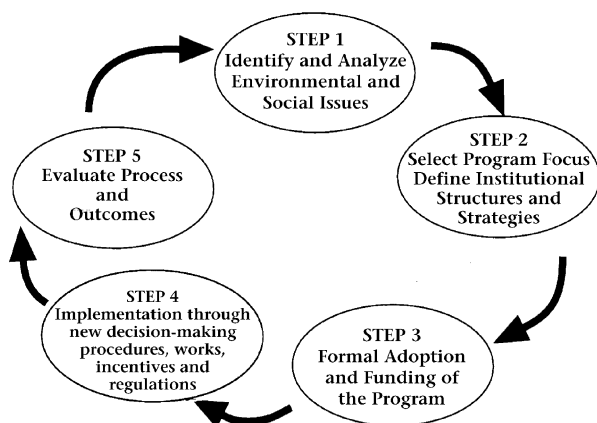 STEP 1
Identify and Analyze
Environmental and
Social Issues
STEP 2
Select Program Focus
Define Institutional
Structures and
Strategies
STEP 3
Formal Adoption
and Funding of
the Program
STEP 4
Implementation through
new decision-making
procedures, works,
incentives and
regulations
STEP 5
Evaluate Process
and
Outcomes